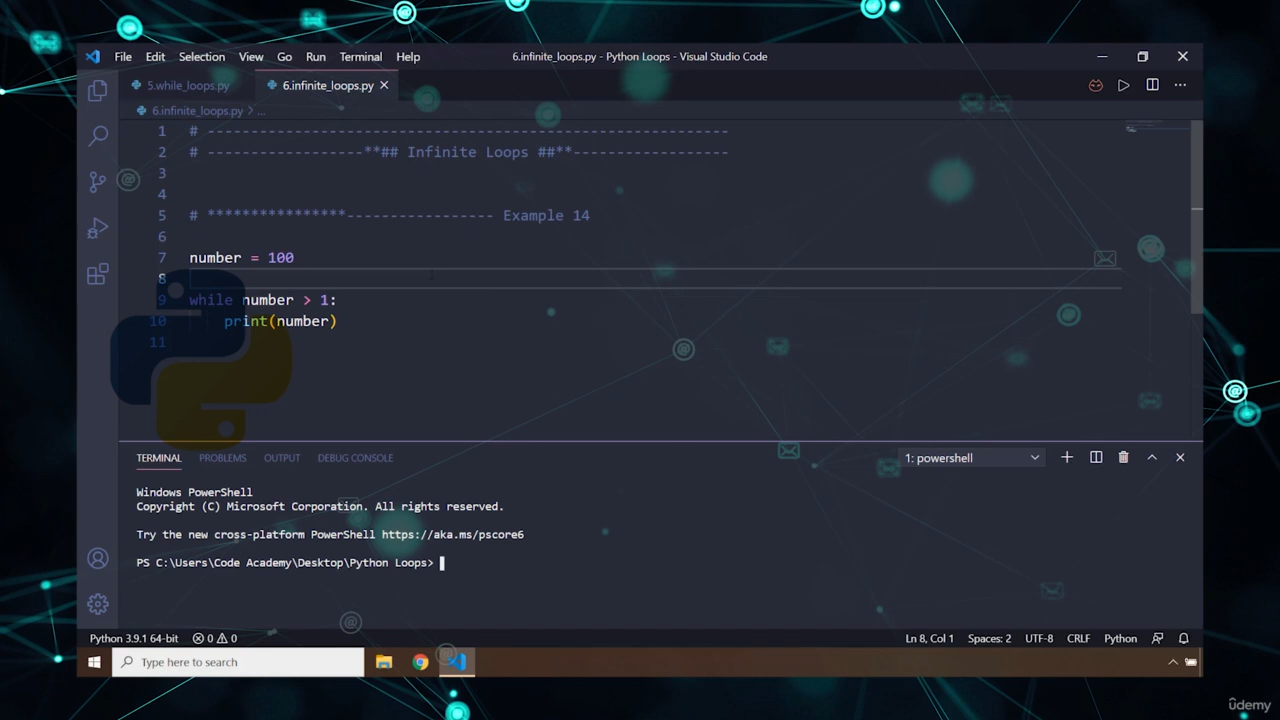 File Edit Selection View Go Run Terminal Help 6.infinite_loops.py - Python Loops - Visual Studio Code
5.while_loops.py 6.infinite_loops.py
6.infinite_loops.py > ...
1 # ------------------------------------------------------------
2 # ------------------**## Infinite Loops ##**------------------
3
4
5 # ****************----------------- Example 14
6
7 number = 100
8
9 while number > 1:
10 print(number)
11
TERMINAL PROBLEMS OUTPUT DEBUG CONSOLE 1: powershell
Windows PowerShell
Copyright (C) Microsoft Corporation. All rights reserved.
Try the new cross-platform PowerShell https://aka.ms/pscore6
PS C:\Users\Code Academy\Desktop\Python Loops>
Python 3.9.1 64-bit 0 0 Ln 8, Col 1 Spaces: 2 UTF-8 CRLF Python
Type here to search
ûdemy